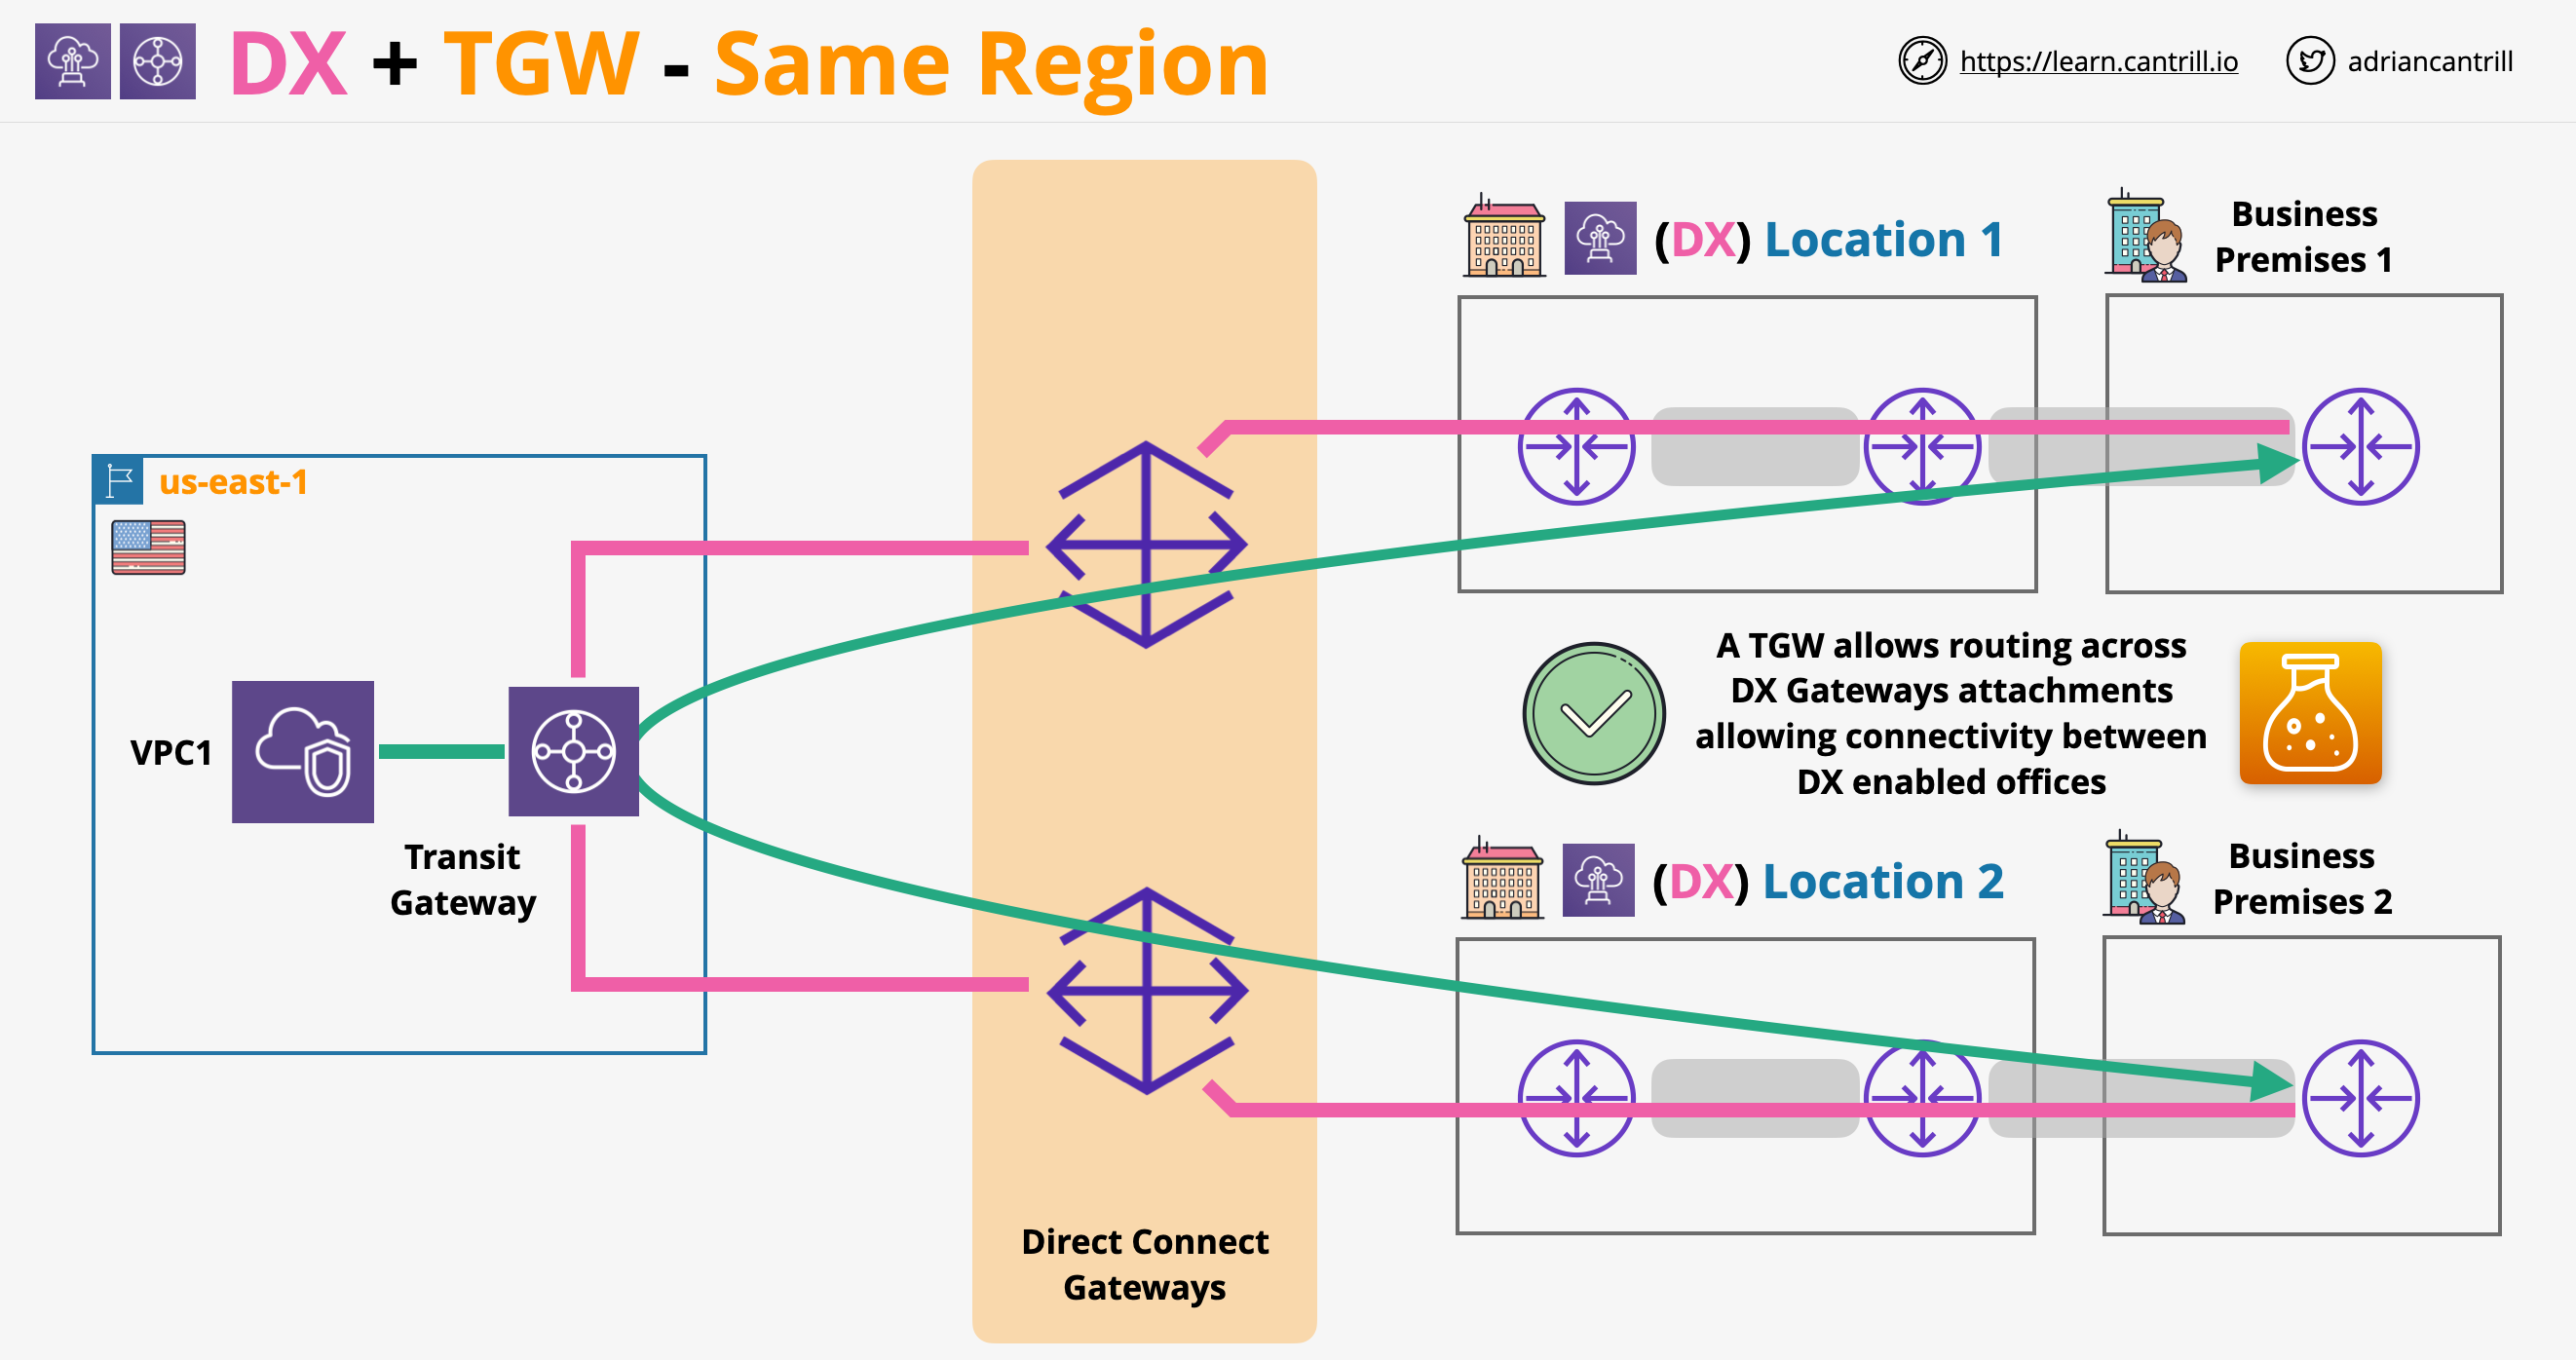 DX + TGW - Same Region
https://learn.cantrill.io
adriancantrill
(DX) Location 1
Business
Premises 1
us-east-1
VPC1
Transit
Gateway
A TGW allows routing across
DX Gateways attachments
allowing connectivity between
DX enabled offices
(DX) Location 2
Business
Premises 2
Direct Connect
Gateways